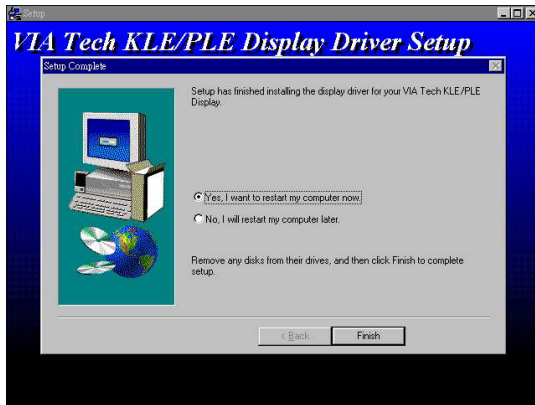 Setup
VIA Tech KLE/PLE Display Driver Setup
Setup Complete
Setup has finished installing the display driver for your VIA Tech KLE/PLE
Display.
Yes, I want to restart my computer now.
No, I will restart my computer later.
Remove any disks from their drives, and then click Finish to complete
setup.
< Back
Finish